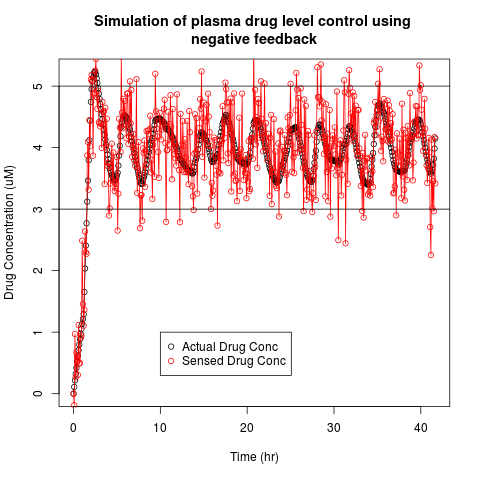 Simulation of plasma drug level control using
negative feedback
Drug Concentration (uM)
5
4
3
2
1
0
Actual Drug Conc
Sensed Drug Conc
0 10 20 30 40
Time (hr)